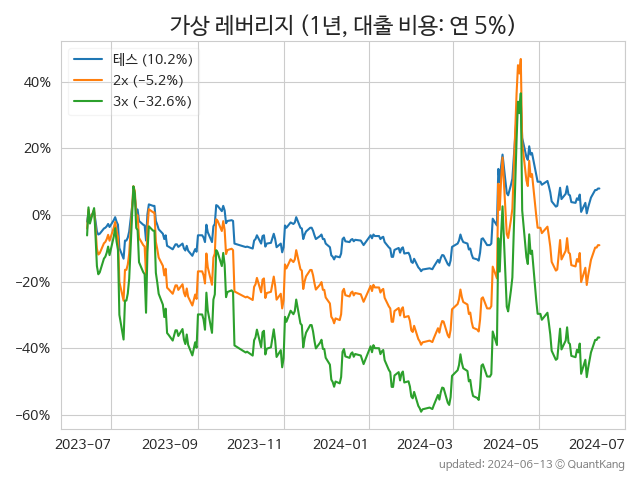 가상 레버리지 (1년, 대출 비용: 연 5%)
테스 (10.2%)
2x (−5.2%)
3x (−32.6%)
40%
20%
0%
−20%
−40%
−60%
2023-07 2023-09 2023-11 2024-01 2024-03 2024-05 2024-07
updated: 2024-06-13 ⓒ QuantKang